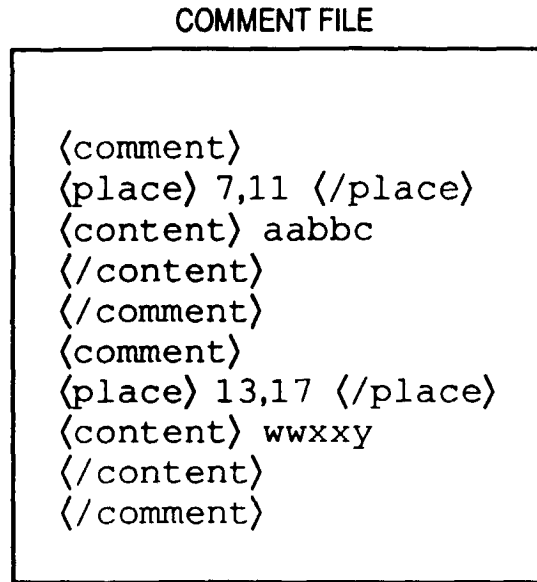 COMMENT FILE
⟨comment⟩
⟨place⟩ 7,11 ⟨/place⟩
⟨content⟩ aabbc
⟨/content⟩
⟨/comment⟩
⟨comment⟩
⟨place⟩ 13,17 ⟨/place⟩
⟨content⟩ wwxxy
⟨/content⟩
⟨/comment⟩